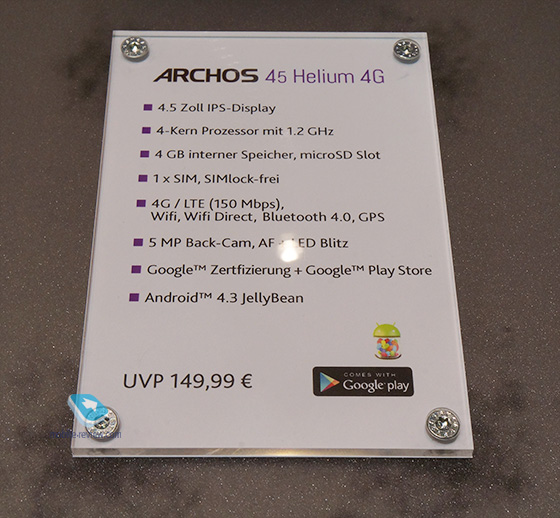 ARCHOS 45 Helium 4G
4.5 Zoll IPS-Display
4-Kern Prozessor mit 1.2 GHz
4 GB interner Speicher, microSD Slot
1 x SIM, SIMlock-frei
4G / LTE (150 Mbps),
Wifi, Wifi Direct, Bluetooth 4.0, GPS
5 MP Back-Cam, AF + LED Blitz
Google™ Zertfizierung + Google™ Play Store
Android™ 4.3 JellyBean
UVP 149,99 €
COMES WITH
Google play